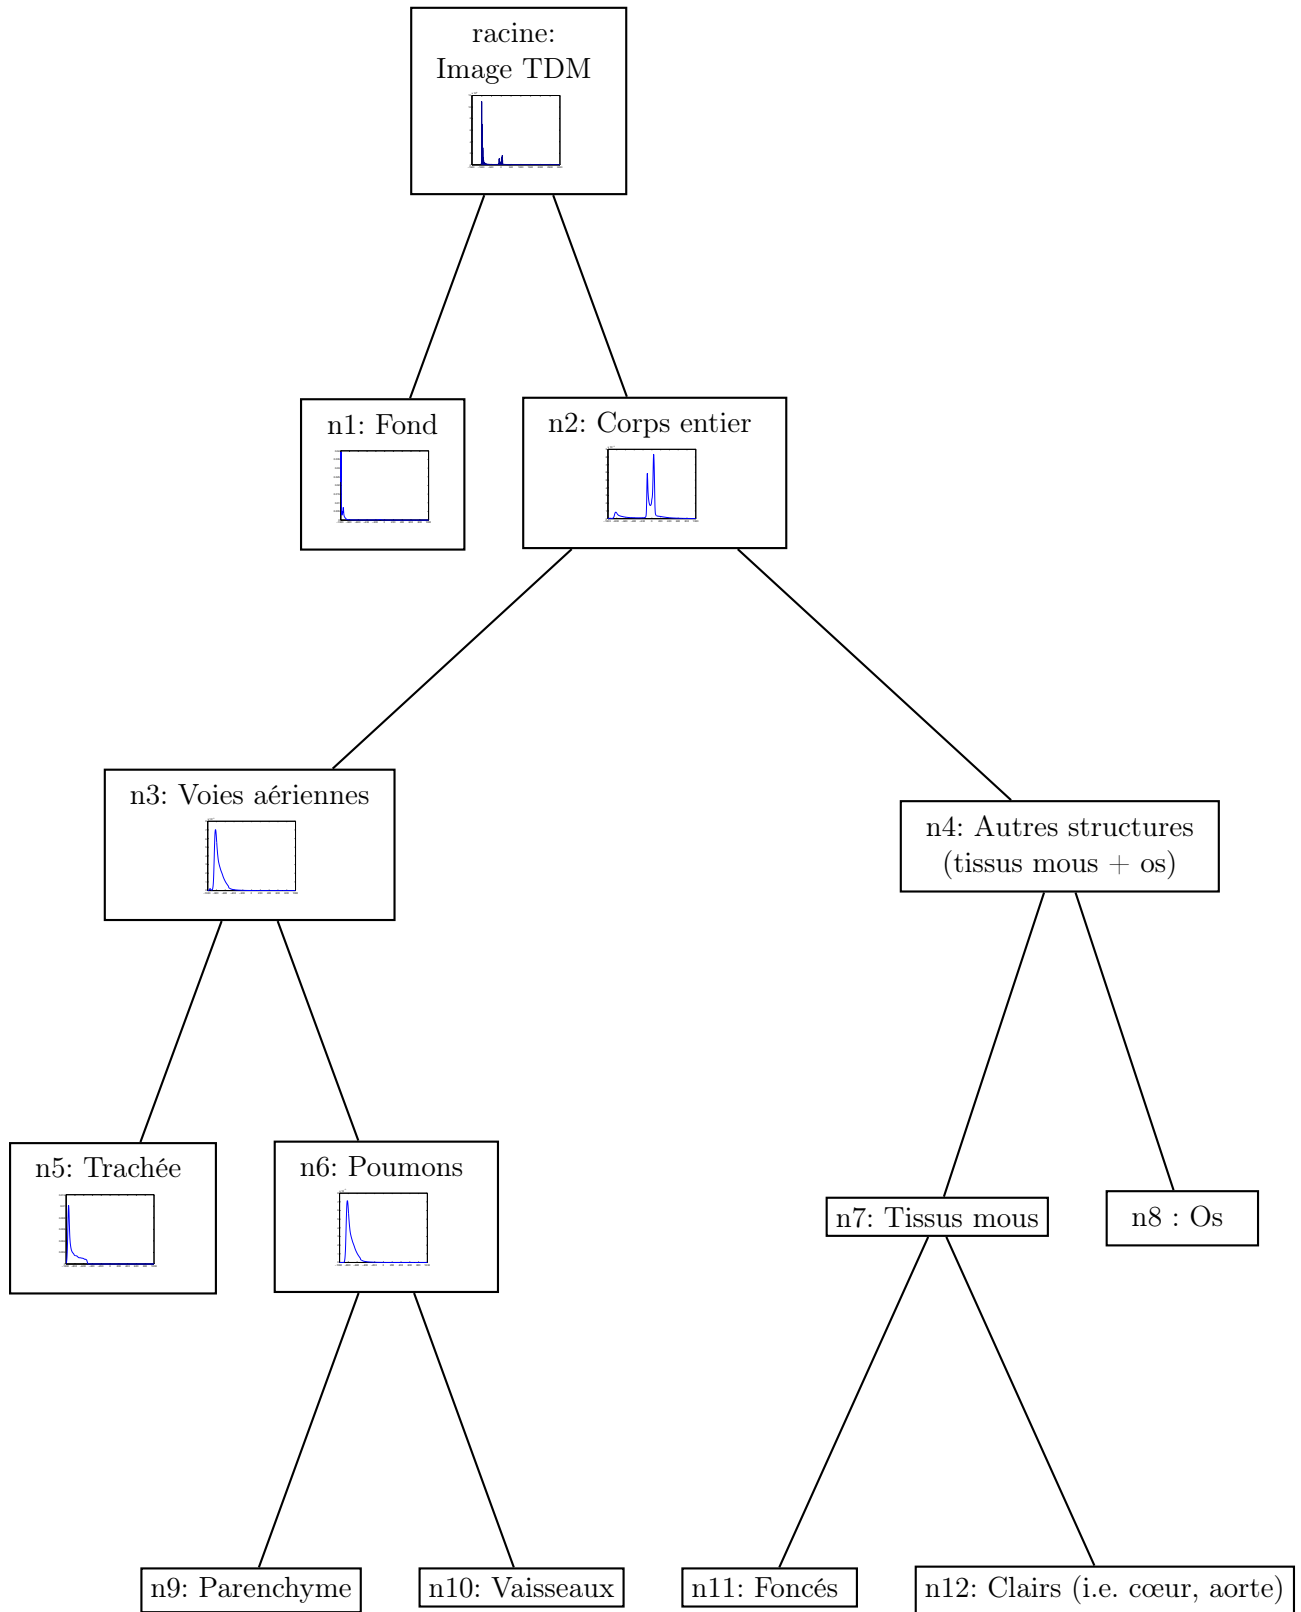 racine:
Image TDM
n1: Fond
n2: Corps entier
n3: Voies aériennes
n4: Autres structures
(tissus mous + os)
n5: Trachée
n6: Poumons
n7: Tissus mous
n8 : Os
n9: Parenchyme
n10: Vaisseaux
n11: Foncés
n12: Clairs (i.e. cœur, aorte)